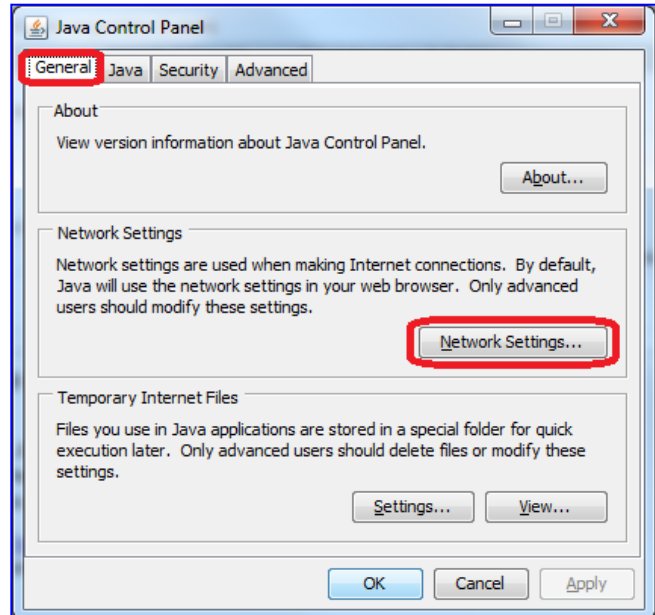 Java Control Panel
General Java Security Advanced
About
View version information about Java Control Panel.
About...
Network Settings
Network settings are used when making Internet connections. By default,
Java will use the network settings in your web browser. Only advanced
users should modify these settings.
Network Settings...
Temporary Internet Files
Files you use in Java applications are stored in a special folder for quick
execution later. Only advanced users should delete files or modify these
settings.
Settings... View...
OK Cancel Apply